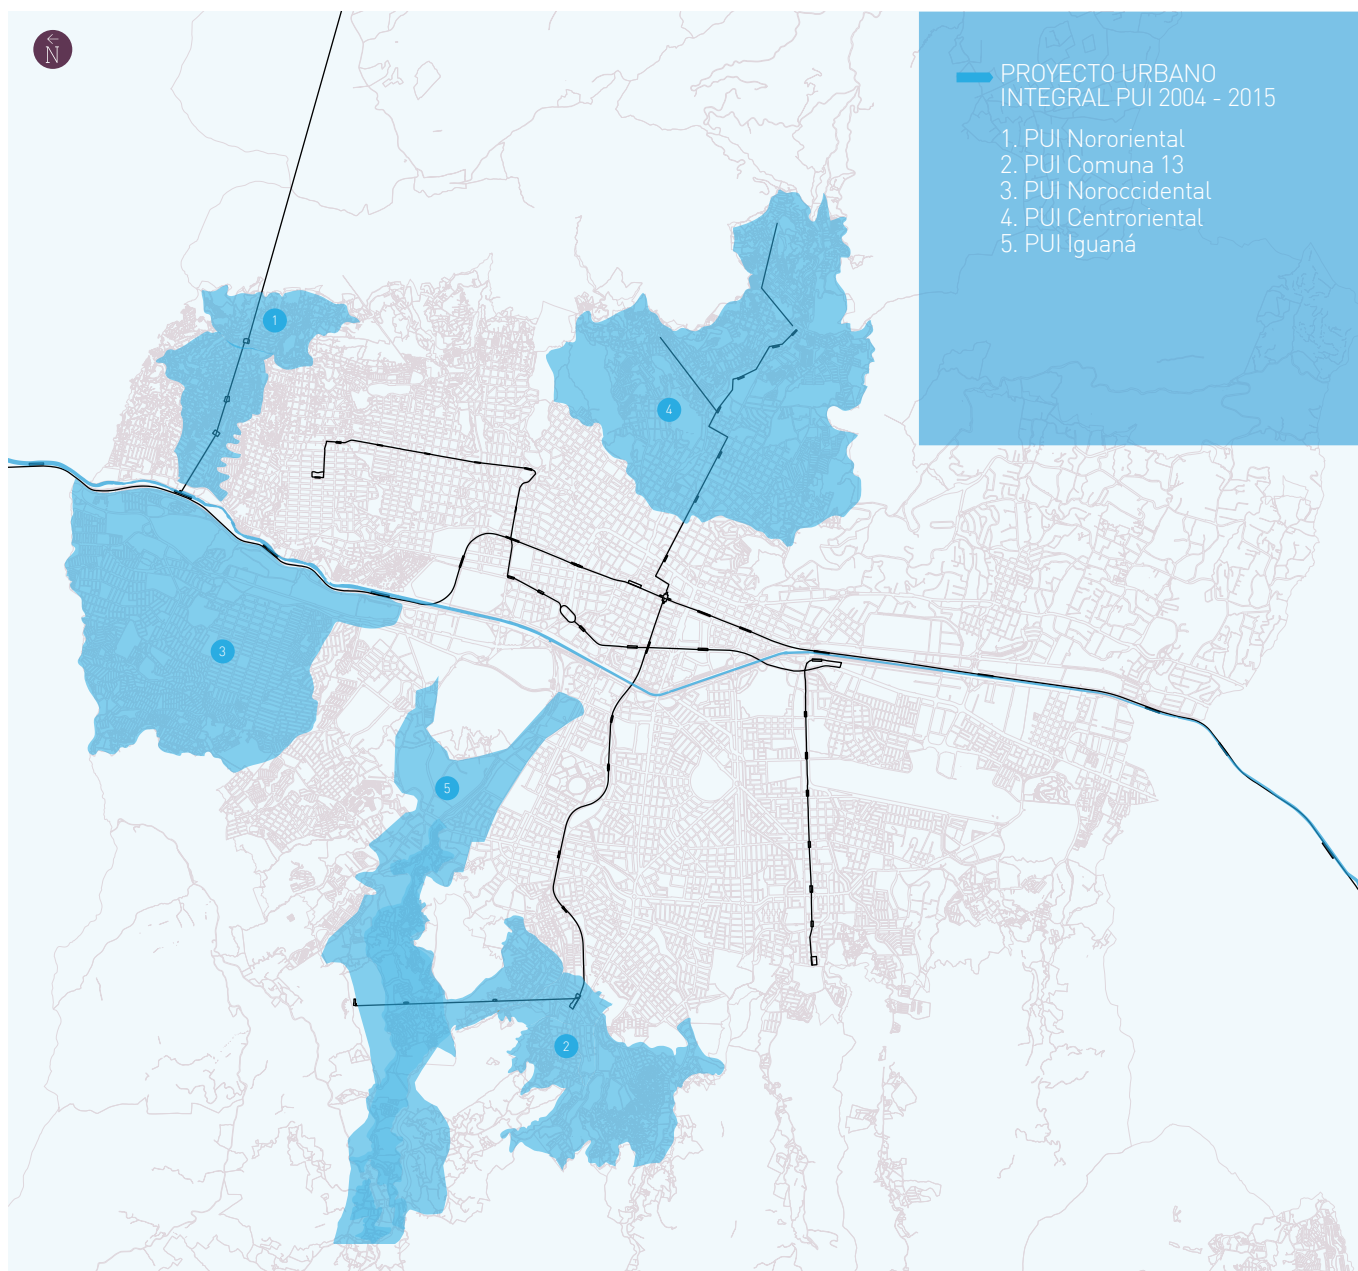 N
PROYECTO URBANO
INTEGRAL PUI 2004 - 2015
1. PUI Nororiental
2. PUI Comuna 13
3. PUI Noroccidental
4. PUI Centroriental
5. PUI Iguaná
1
4
3
5
2